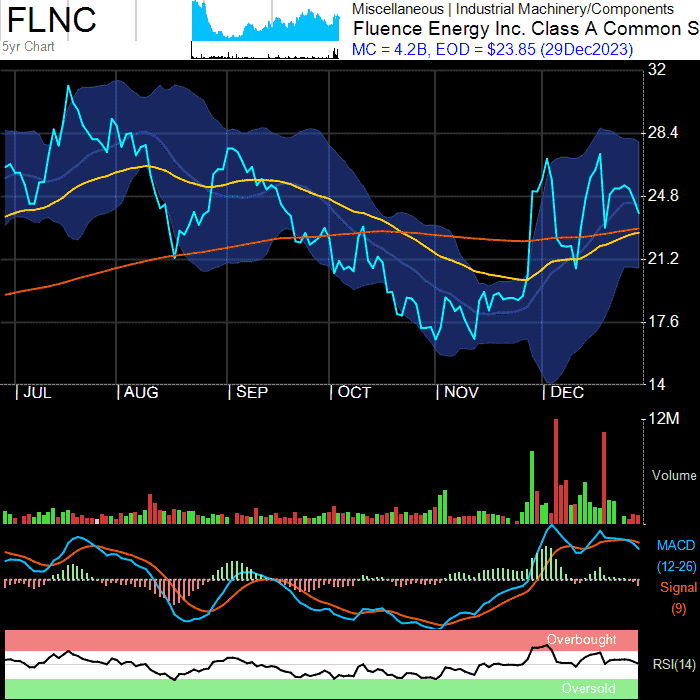 FLNC
5yr Chart
Miscellaneous | Industrial Machinery/Components
Fluence Energy Inc. Class A Common S
MC = 4.2B, EOD = $23.85 (29Dec2023)
32
28.4
24.8
21.2
17.6
14
JUL AUG SEP OCT NOV DEC
12M
Volume
MACD
(12-26)
Signal
(9)
Overbought
RSI(14)
Oversold